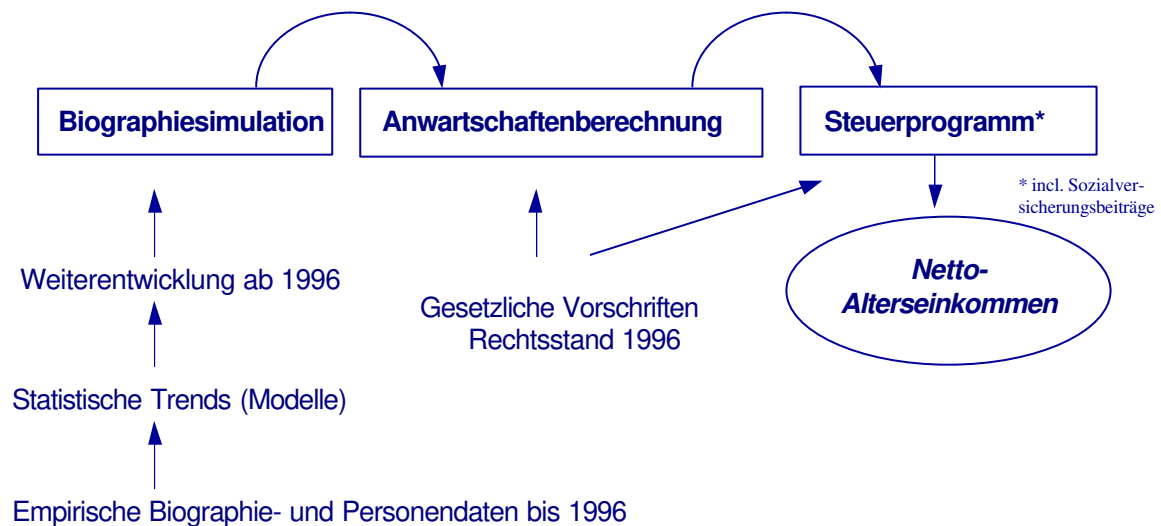 Biographiesimulation
Anwartschaftenberechnung
Steuerprogramm*
* incl. Sozialver-
sicherungsbeiträge
Weiterentwicklung ab 1996
Netto-
Alterseinkommen
Gesetzliche Vorschriften
Rechtsstand 1996
Statistische Trends (Modelle)
Empirische Biographie- und Personendaten bis 1996